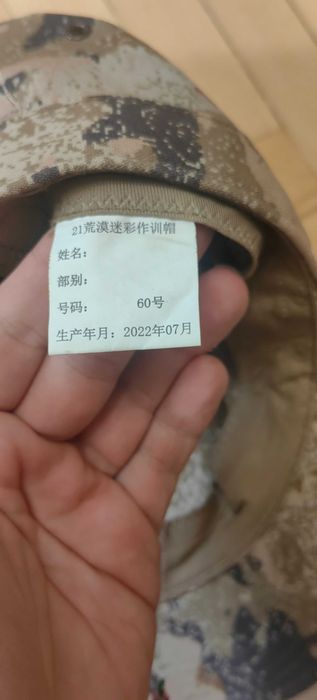 21荒漠迷彩作训帽
姓名：
部别：
号码： 60号
生产年月：2022年07月